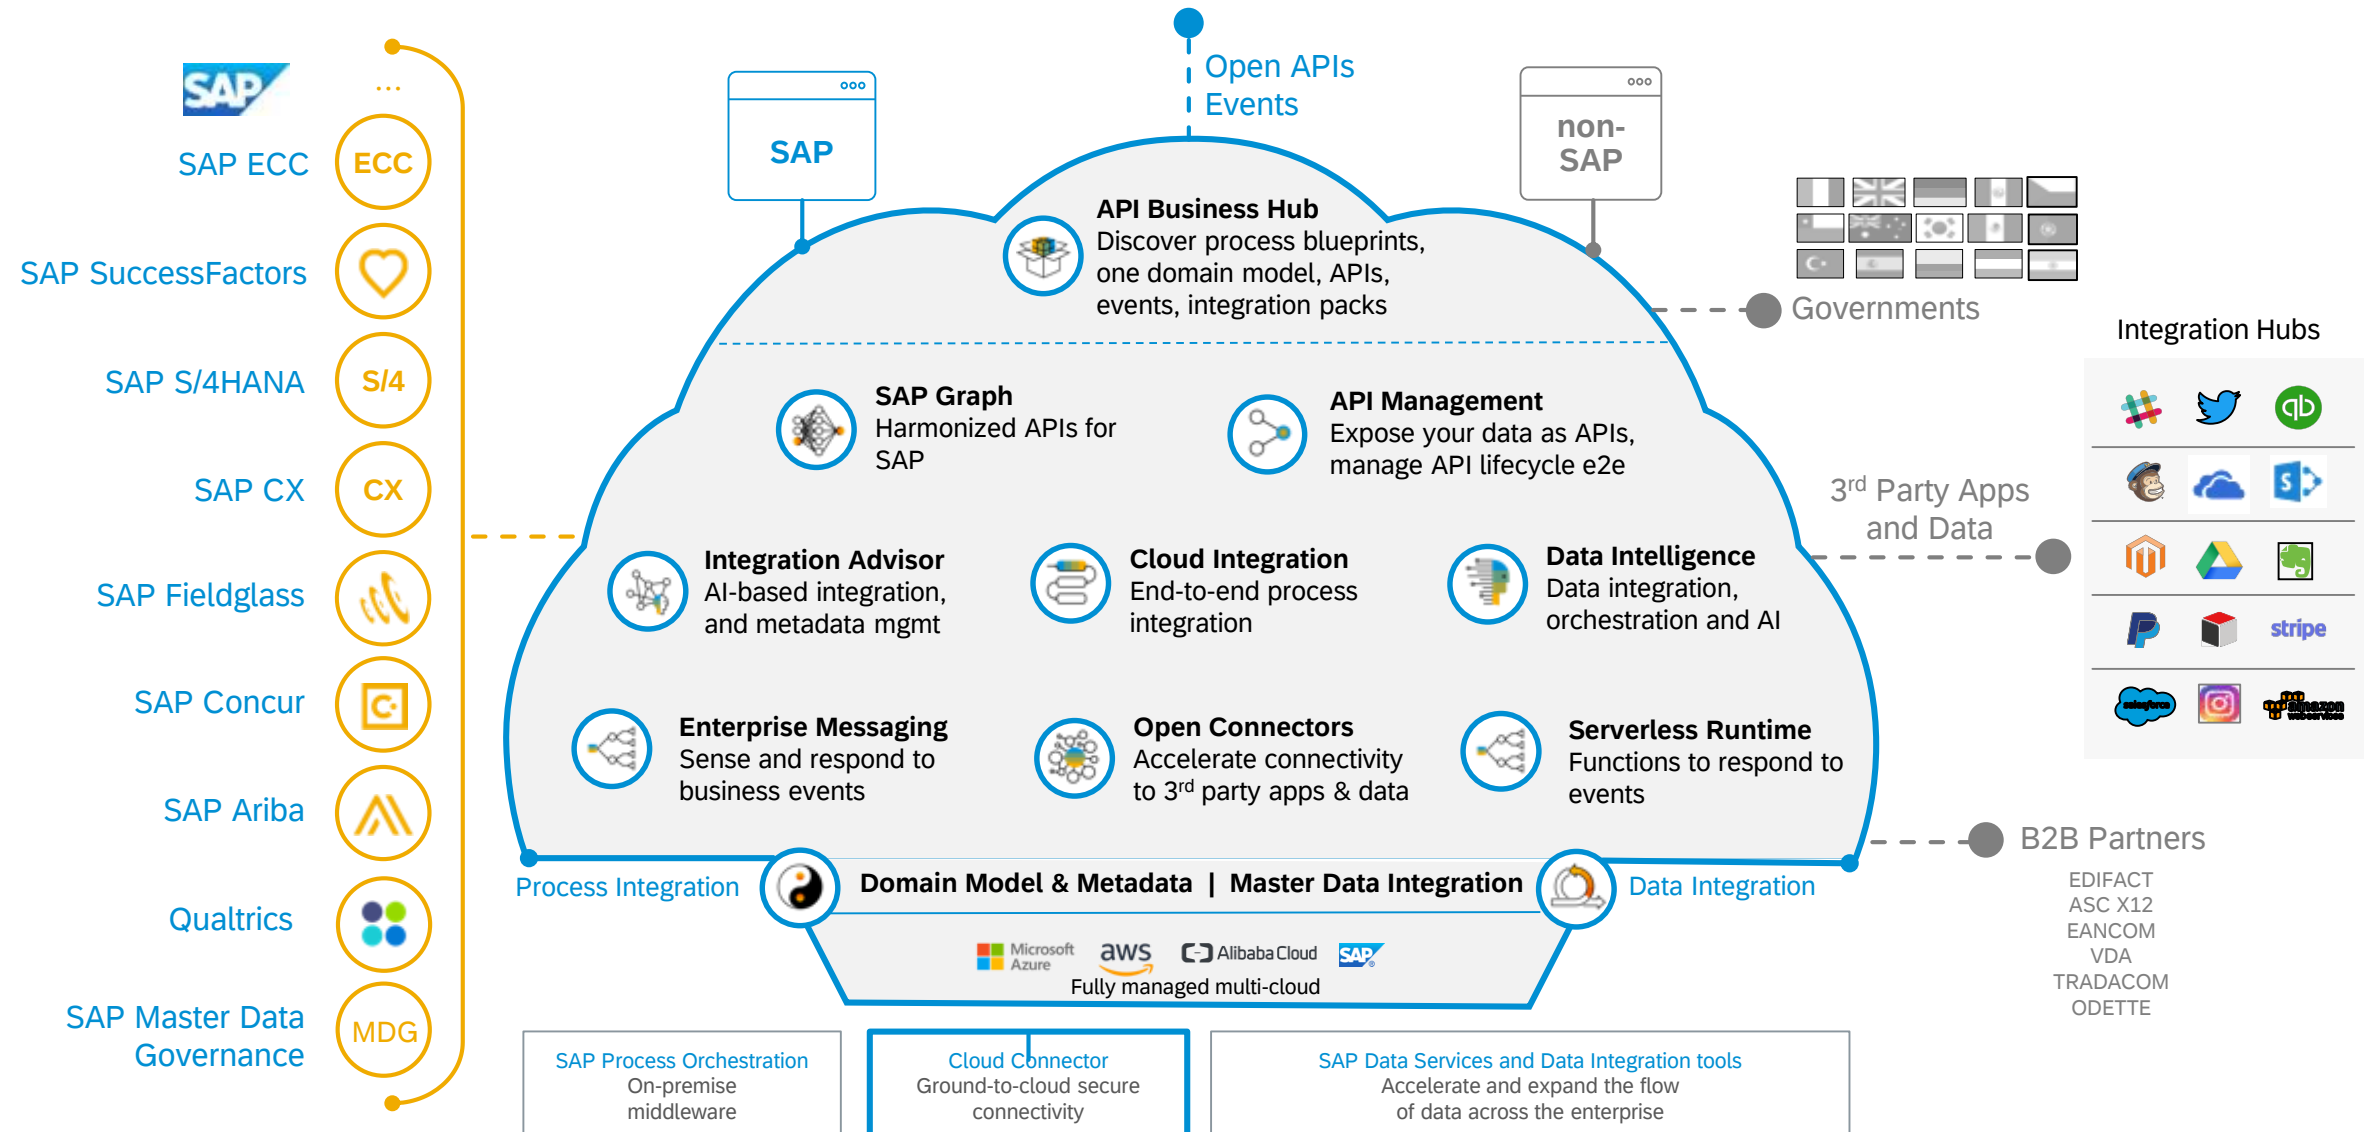 SAP
...
SAP ECC
ECC
SAP SuccessFactors
SAP S/4HANA
S/4
SAP CX
CX
SAP Fieldglass
SAP Concur
C
SAP Ariba
Qualtrics
SAP Master Data
Governance
MDG
SAP
Open APIs
Events
non-
SAP
API Business Hub
Discover process blueprints,
one domain model, APIs,
events, integration packs
SAP Graph
Harmonized APIs for
SAP
API Management
Expose your data as APIs,
manage API lifecycle e2e
Integration Advisor
AI-based integration,
and metadata mgmt
Cloud Integration
End-to-end process
integration
Data Intelligence
Data integration,
orchestration and AI
Enterprise Messaging
Sense and respond to
business events
Open Connectors
Accelerate connectivity
to 3rd party apps & data
Serverless Runtime
Functions to respond to
events
Process Integration
Domain Model & Metadata | Master Data Integration
Data Integration
Microsoft
Azure
aws
Alibaba Cloud
SAP
Fully managed multi-cloud
SAP Process Orchestration
On-premise
middleware
Cloud Connector
Ground-to-cloud secure
connectivity
SAP Data Services and Data Integration tools
Accelerate and expand the flow
of data across the enterprise
Governments
3rd Party Apps
and Data
B2B Partners
EDIFACT
ASC X12
EANCOM
VDA
TRADACOM
ODETTE
Integration Hubs
qb
S
stripe
salesforce
amazon
webservices